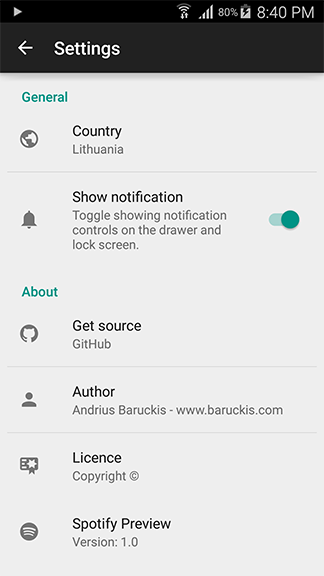 80% 8:40 PM
Settings
General
Country
Lithuania
Show notification
Toggle showing notification
controls on the drawer and
lock screen.
About
Get source
GitHub
Author
Andrius Baruckis - www.baruckis.com
Licence
Copyright ©
Spotify Preview
Version: 1.0